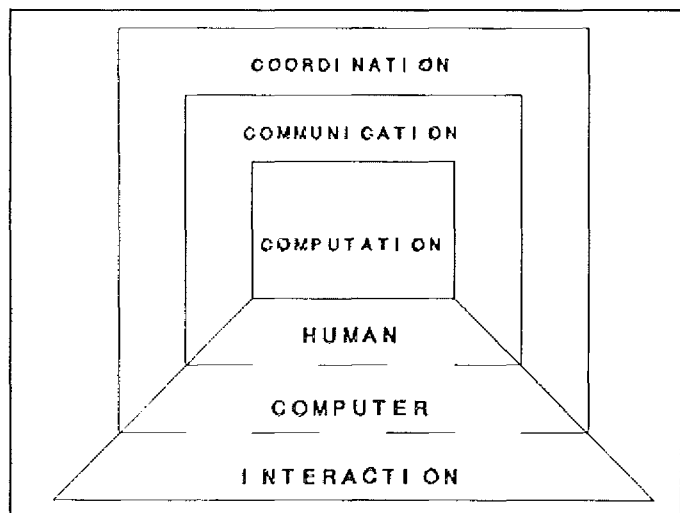 COORDINATION
COMMUNICATION
COMPUTATION
HUMAN
COMPUTER
INTERACTION